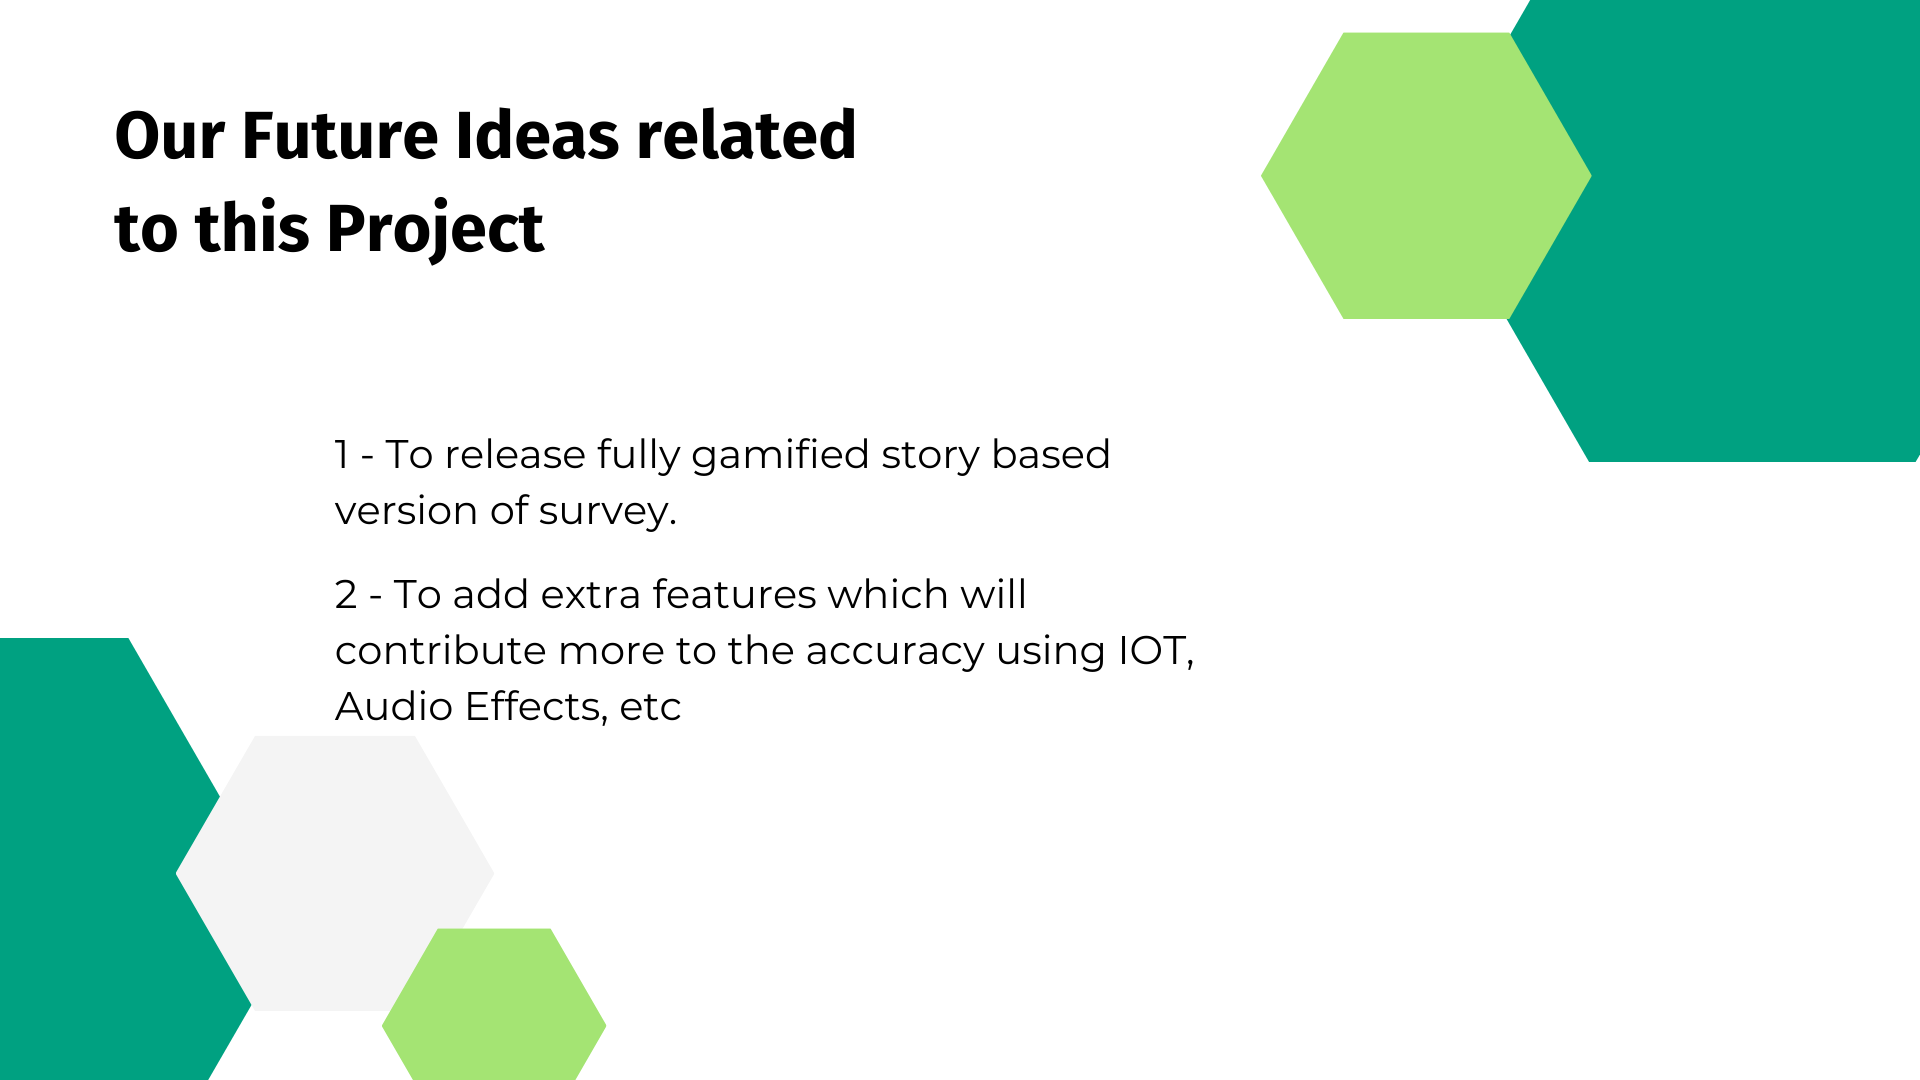 Our Future Ideas related
to this Project
1 - To release fully gamified story based
version of survey.
2 - To add extra features which will
contribute more to the accuracy using IOT,
Audio Effects, etc